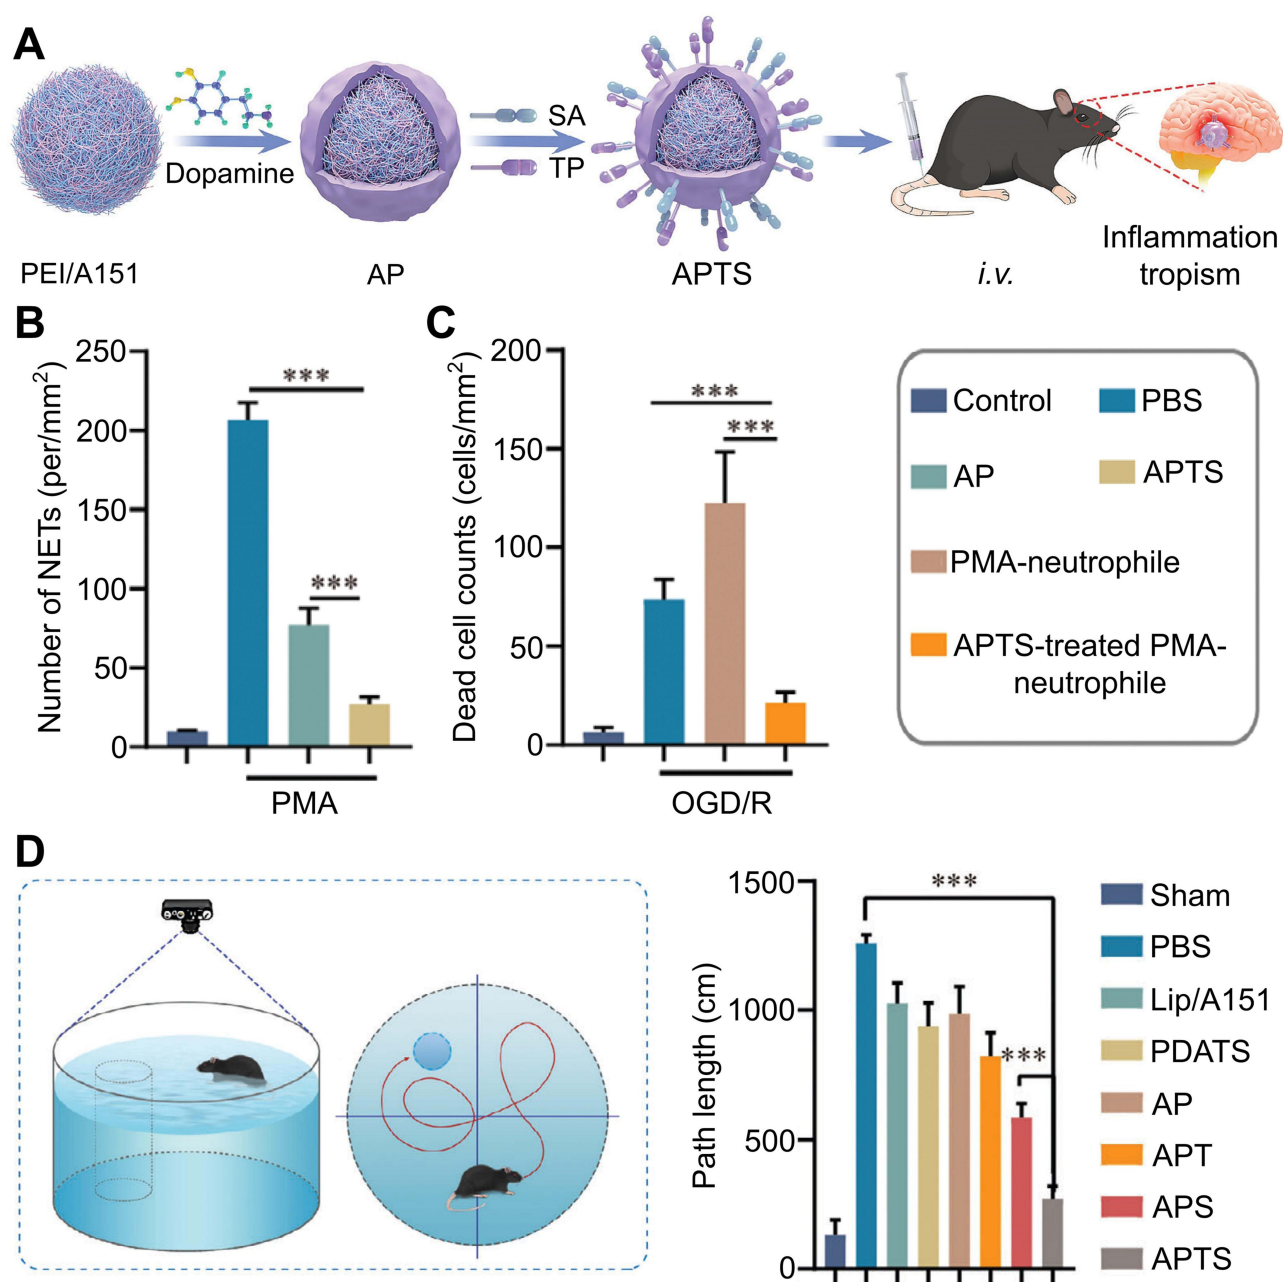 A
Dopamine
SA
TP
PEI/A151
AP
APTS
i.v.
Inflammation
tropism
B
Number of NETs (per/mm²)
250
200
150
100
50
0
***
***
PMA
C
Dead cell counts (cells/mm²)
200
150
100
50
0
***
***
OGD/R
Control
PBS
AP
APTS
PMA-neutrophile
APTS-treated PMA-
neutrophile
D
Path length (cm)
1500
1000
500
0
***
***
Sham
PBS
Lip/A151
PDATS
AP
APT
APS
APTS